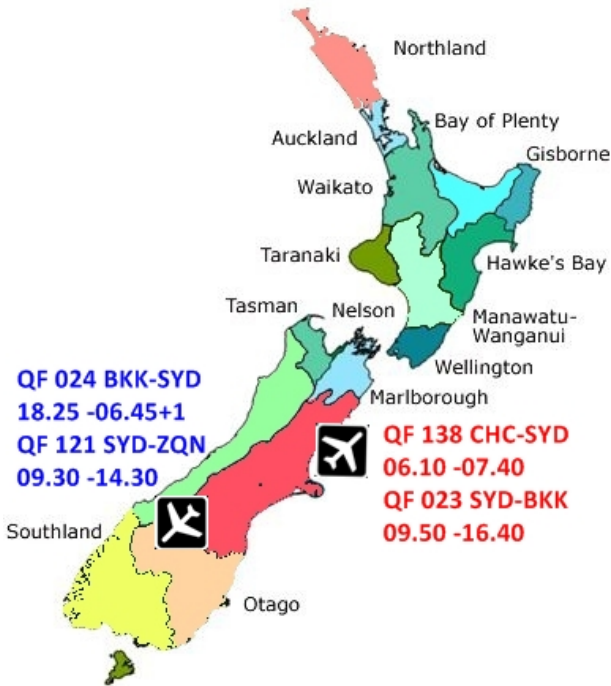 Northland
Bay of Plenty
Auckland
Gisborne
Waikato
Taranaki
Hawke's Bay
Tasman
Nelson
Manawatu-
Wanganui
Wellington
Marlborough
QF 024 BKK-SYD
18.25 -06.45+1
QF 121 SYD-ZQN
09.30 -14.30
QF 138 CHC-SYD
06.10 -07.40
QF 023 SYD-BKK
09.50 -16.40
Southland
Otago